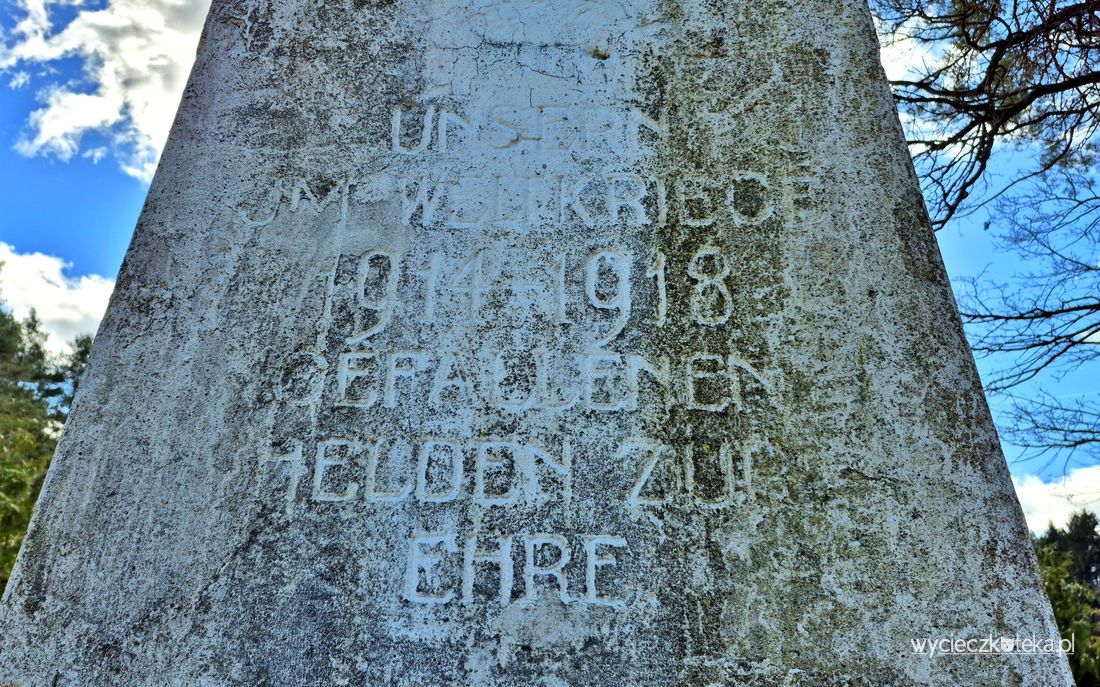 UNSERN
IM WELTKRIEGE
1914-1918
GEFALLENEN
HELDEN ZUR
EHRE.
wycieczkoteka.pl